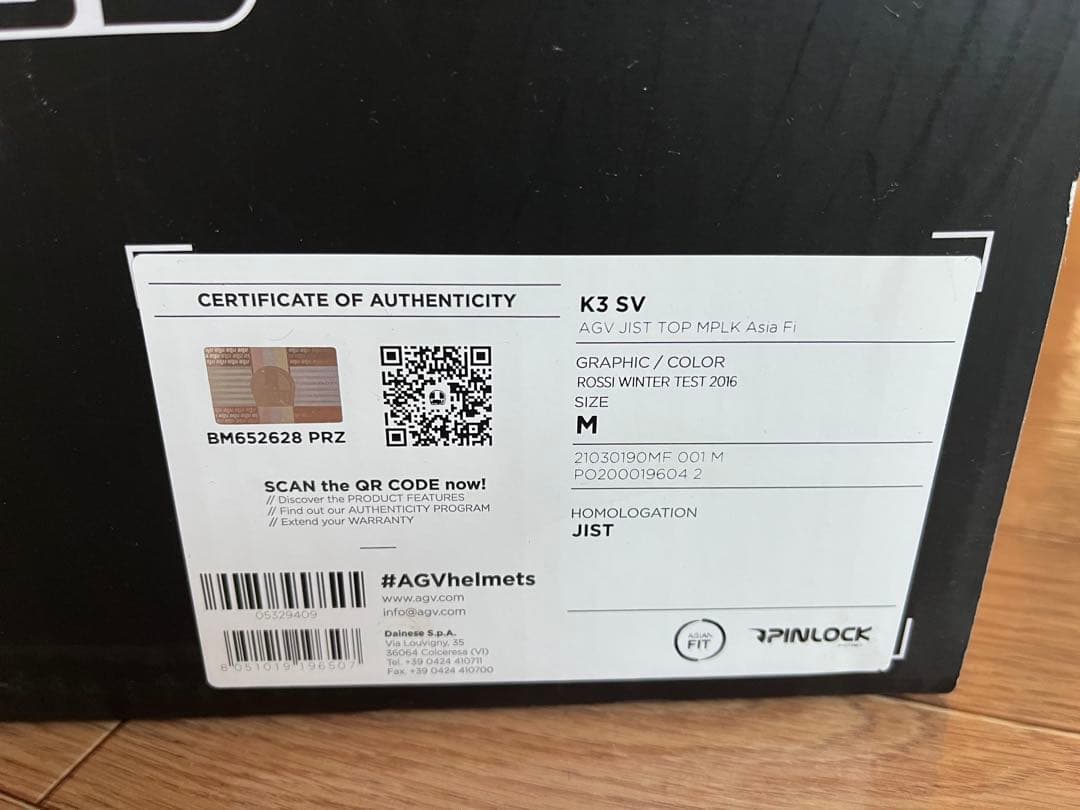 CERTIFICATE OF AUTHENTICITY
BM652628 PRZ
SCAN the QR CODE now!
// Discover the PRODUCT FEATURES
// Find out our AUTHENTICITY PROGRAM
// Extend your WARRANTY
#AGVhelmets
www.agv.com
info@agv.com
05329409
Dainese S.p.A.
Via Louvigny, 35
36064 Colceresa (VI)
Tel. +39 0424 410711
Fax. +39 0424 410700
8 051019 196507
K3 SV
AGV JIST TOP MPLK Asia Fi
GRAPHIC / COLOR
ROSSI WINTER TEST 2016
SIZE
M
21030190MF 001 M
PO200019604 2
HOMOLOGATION
JIST
ASIAN
FIT
PINLOCK